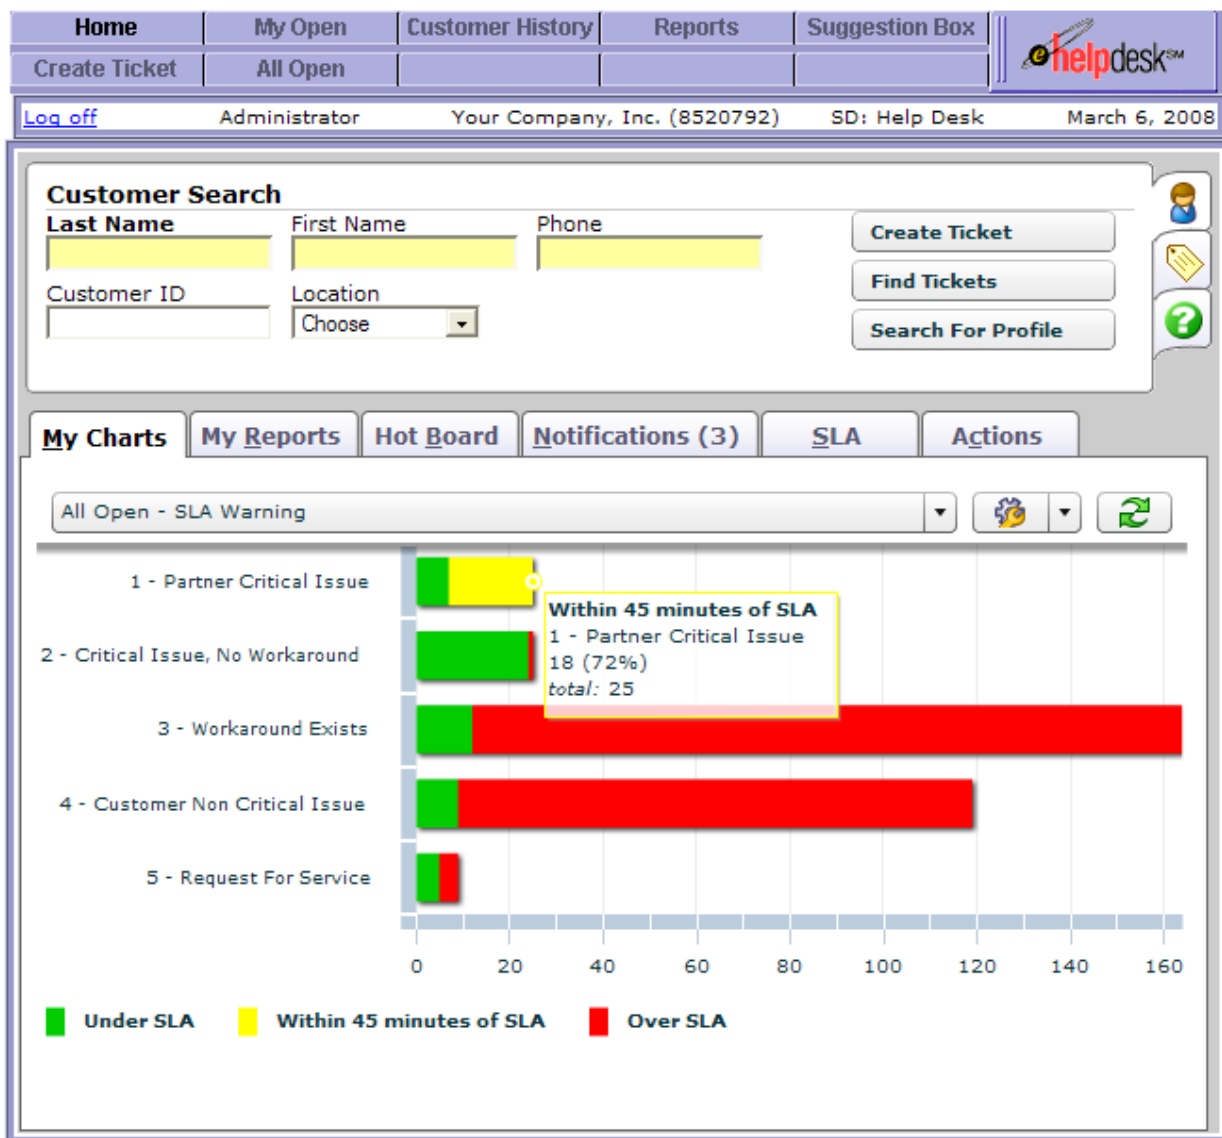 Home My Open Customer History Reports Suggestion Box
Create Ticket All Open
ehelpdesk SM
Log off Administrator Your Company, Inc. (8520792) SD: Help Desk March 6, 2008
Customer Search
Last Name First Name Phone
Create Ticket
Find Tickets
Customer ID Location
Choose
Search For Profile
My Charts My Reports Hot Board Notifications (3) SLA Actions
All Open - SLA Warning
1 - Partner Critical Issue
Within 45 minutes of SLA
1 - Partner Critical Issue
18 (72%)
total: 25
2 - Critical Issue, No Workaround
3 - Workaround Exists
4 - Customer Non Critical Issue
5 - Request For Service
0 20 40 60 80 100 120 140 160
Under SLA Within 45 minutes of SLA Over SLA